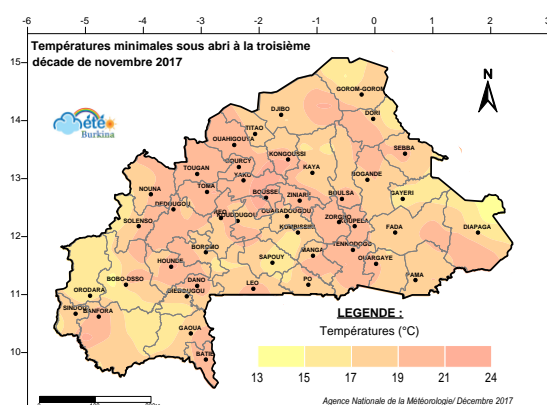 -6 -5 -4 -3 -2 -1 0 1 2 3
Températures minimales sous abri à la troisième
décade de novembre 2017
15
14
13
12
11
10
N
été
Burkina
GOROM-GOROM
DJIBO
DORI
TITAO
OUAHIGOUYA
SEBBA
KONGOUSSI
GOURCY
TOUGAN
KAYA
YAKO
BOGANDE
NOUNA
TOMA
BOUSSE
ZINIARE
BOULSA
GAYERI
DEDOUGOU
KOUDOUGOU
OUAGADOUGOU
SOLENSO
ZORGHO
KOUPELA
KOMBISSIRI
FADA
DIAPAGA
TENKODOGO
BOROMO
MANGA
HOUNDE
SAPOUY
OUARGAYE
BOBO-DSSO
DANO
LEO
PO
PAMA
ORODARA
DIEBOUGOU
SINDOU
BANFORA
GAOUA
BATIE
LEGENDE :
Températures (°C)
13 15 17 19 21 24
Agence Nationale de la Météorologie/ Décembre 2017